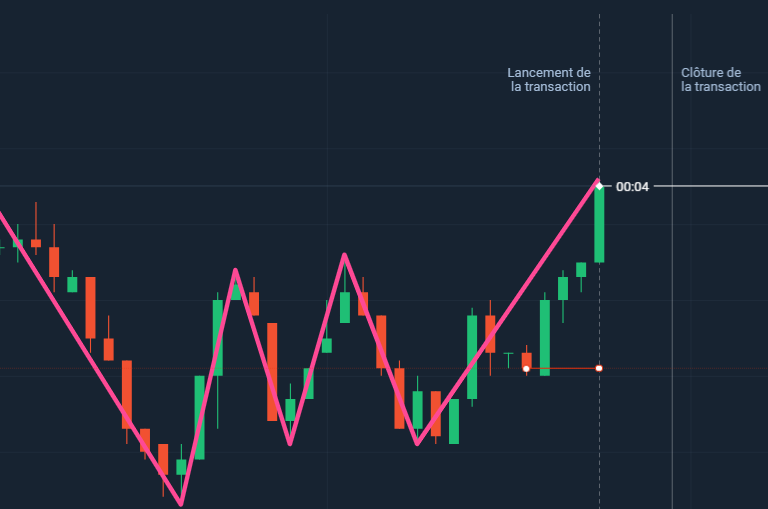 Lancement de
la transaction
Clôture de
la transaction
00:04